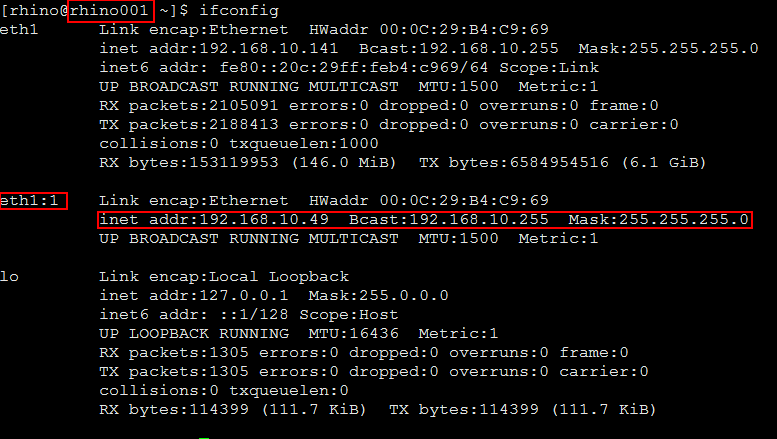 [rhino@rhino001 ~]$ ifconfig
eth1 Link encap:Ethernet HWaddr 00:0C:29:B4:C9:69
inet addr:192.168.10.141 Bcast:192.168.10.255 Mask:255.255.255.0
inet6 addr: fe80::20c:29ff:feb4:c969/64 Scope:Link
UP BROADCAST RUNNING MULTICAST MTU:1500 Metric:1
RX packets:2105091 errors:0 dropped:0 overruns:0 frame:0
TX packets:2188413 errors:0 dropped:0 overruns:0 carrier:0
collisions:0 txqueuelen:1000
RX bytes:153119953 (146.0 MiB) TX bytes:6584954516 (6.1 GiB)
eth1:1 Link encap:Ethernet HWaddr 00:0C:29:B4:C9:69
inet addr:192.168.10.49 Bcast:192.168.10.255 Mask:255.255.255.0
UP BROADCAST RUNNING MULTICAST MTU:1500 Metric:1
lo Link encap:Local Loopback
inet addr:127.0.0.1 Mask:255.0.0.0
inet6 addr: ::1/128 Scope:Host
UP LOOPBACK RUNNING MTU:16436 Metric:1
RX packets:1305 errors:0 dropped:0 overruns:0 frame:0
TX packets:1305 errors:0 dropped:0 overruns:0 carrier:0
collisions:0 txqueuelen:0
RX bytes:114399 (111.7 KiB) TX bytes:114399 (111.7 KiB)